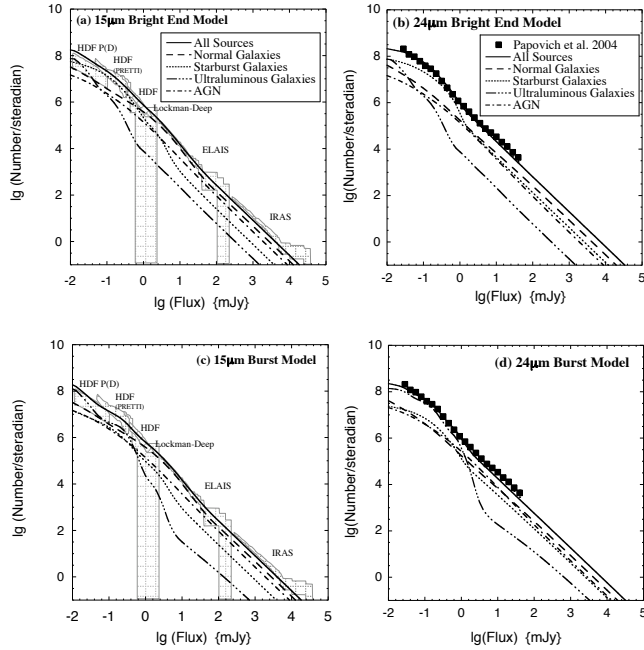 (a) 15μm Bright End Model
HDF P(D)
HDF
(PRETTI)
HDF
Lockman-Deep
ELAIS
IRAS
All Sources
Normal Galaxies
Starburst Galaxies
Ultraluminous Galaxies
AGN
10
8
6
4
2
0
-2 -1 0 1 2 3 4 5
lg (Number/steradian)
lg (Flux) {mJy}
(b) 24μm Bright End Model
Papovich et al. 2004
All Sources
Normal Galaxies
Starburst Galaxies
Ultraluminous Galaxies
AGN
10
8
6
4
2
0
-2 -1 0 1 2 3 4 5
lg(Number/steradian)
lg(Flux) {mJy}
(c) 15μm Burst Model
HDF P(D)
HDF
(PRETTI)
HDF
Lockman-Deep
ELAIS
IRAS
10
8
6
4
2
0
-2 -1 0 1 2 3 4 5
lg (Number/steradian)
lg (Flux) {mJy}
(d) 24μm Burst Model
10
8
6
4
2
0
-2 -1 0 1 2 3 4 5
lg(Number/steradian)
lg(Flux) {mJy}